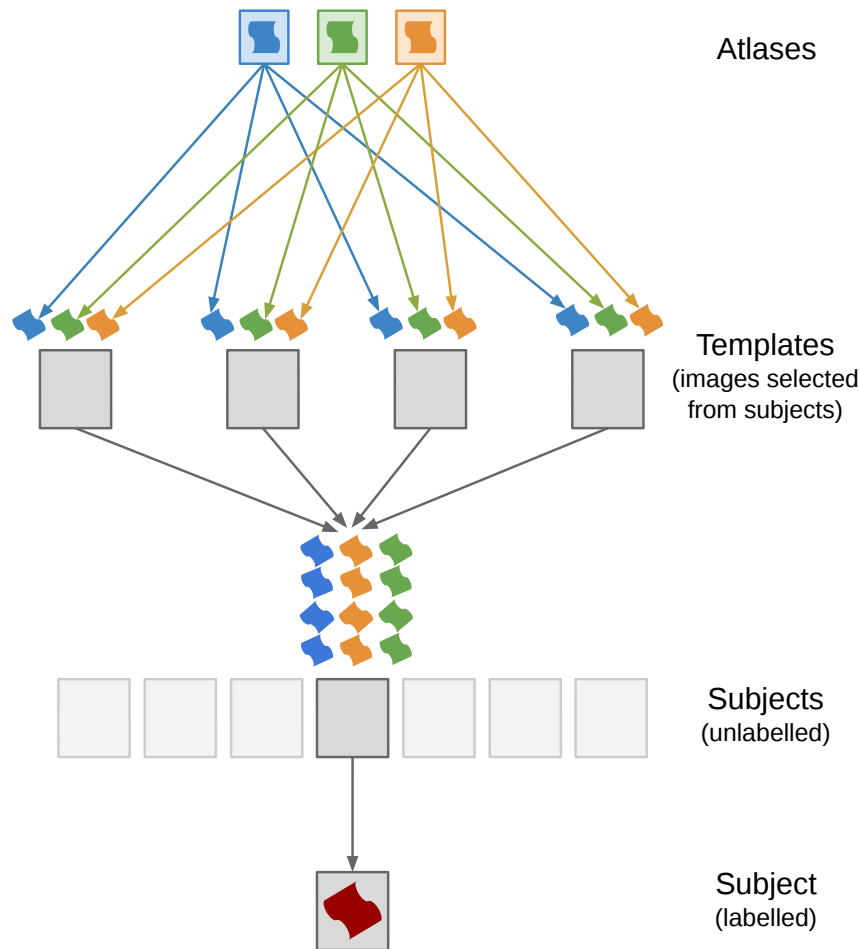 Atlases
Templates
(images selected
from subjects)
Subjects
(unlabelled)
Subject
(labelled)